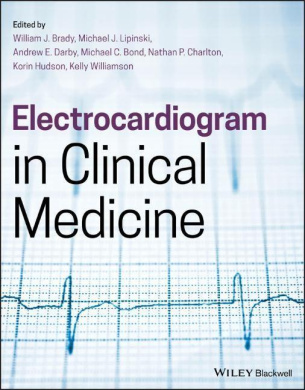 Edited by
William J. Brady, Michael J. Lipinski,
Andrew E. Darby, Michael C. Bond, Nathan P. Charlton,
Korin Hudson, Kelly Williamson
Electrocardiogram
in Clinical
Medicine
WILEY Blackwell